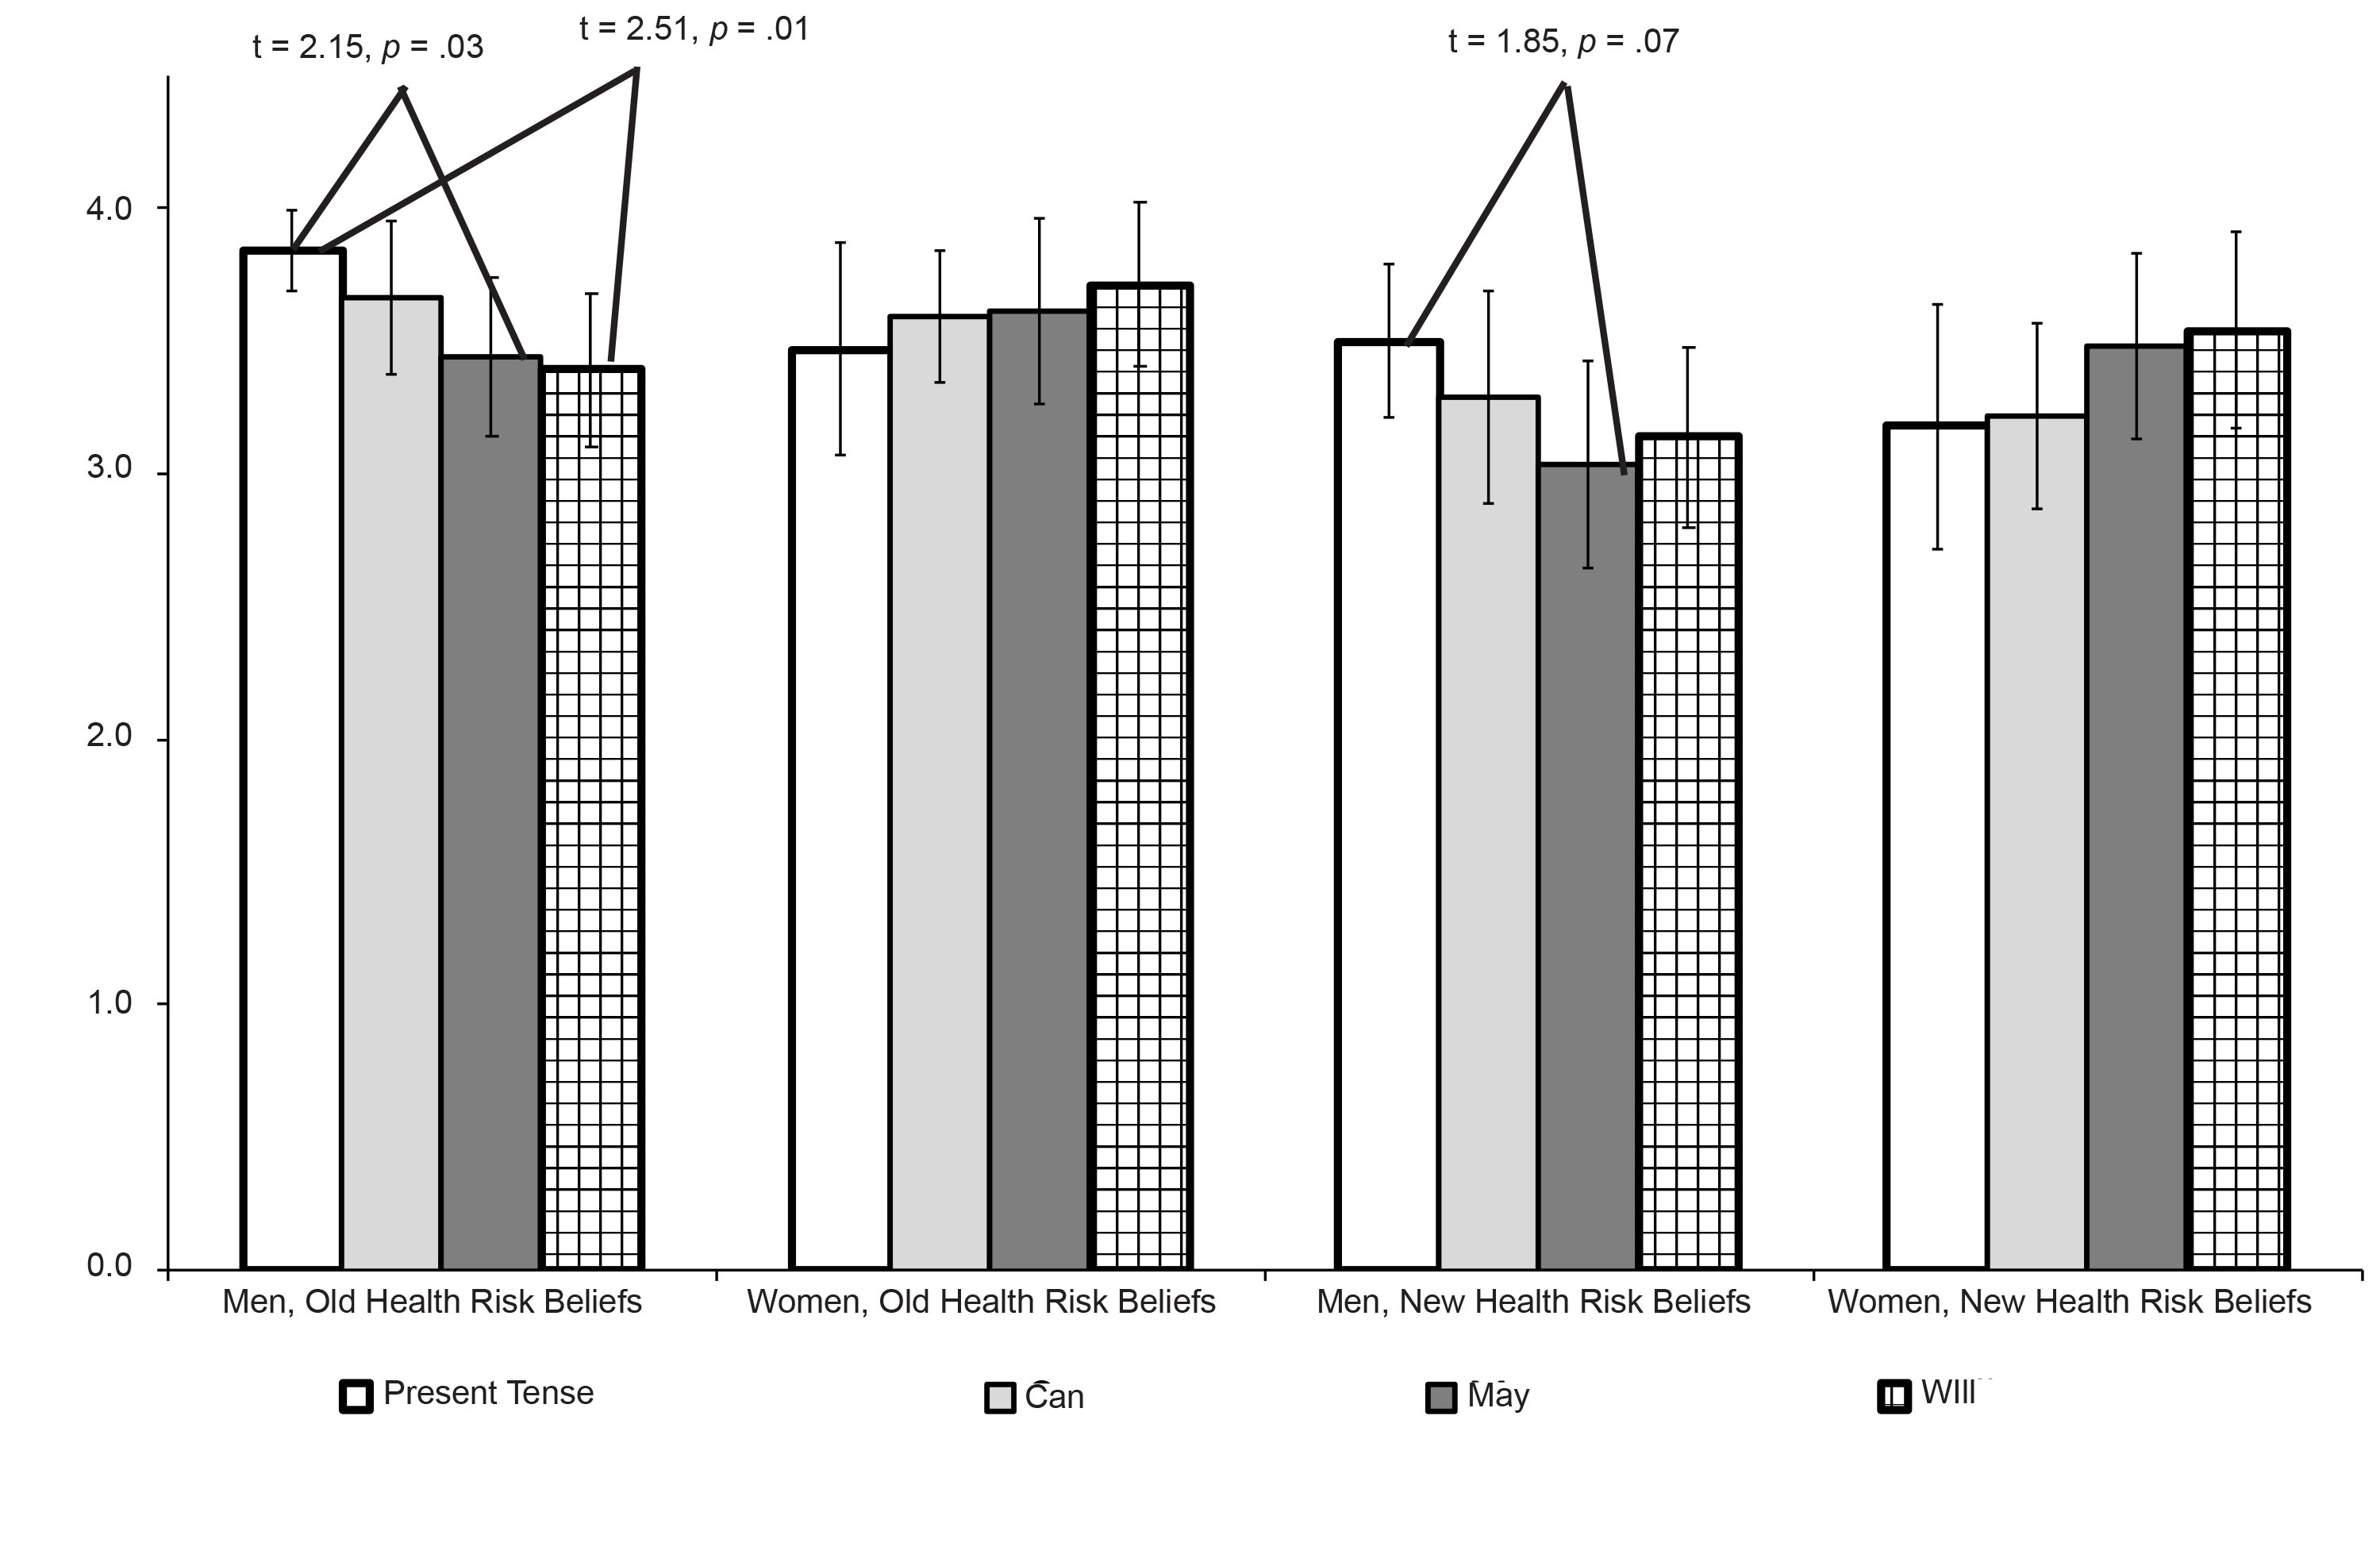 t = 2.15, p = .03
t = 2.51, p = .01
t = 1.85, p = .07
4.0
3.0
2.0
1.0
0.0
Men, Old Health Risk Beliefs
Women, Old Health Risk Beliefs
Men, New Health Risk Beliefs
Women, New Health Risk Beliefs
Present Tense
Can
May
WIll